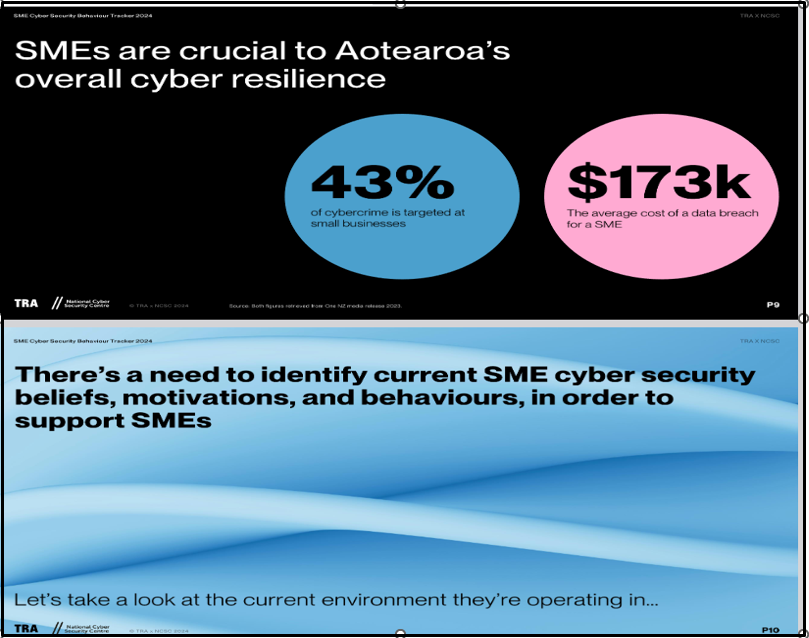 SME Cyber Security Behaviour Tracker 2024
TRA X NCSC
SMEs are crucial to Aotearoa's
overall cyber resilience
43%
of cybercrime is targeted at
small businesses
$173k
The average cost of a data breach
for a SME
TRA
National Cyber
Security Centre
© TRA x NCSC 2024
Source: Both figures retrieved from One NZ media release 2023.
P9
SME Cyber Security Behaviour Tracker 2024
TRA X NCSC
There's a need to identify current SME cyber security
beliefs, motivations, and behaviours, in order to
support SMEs
Let's take a look at the current environment they're operating in...
TRA
National Cyber
Security Centre
© TRA x NCSC 2024
P10